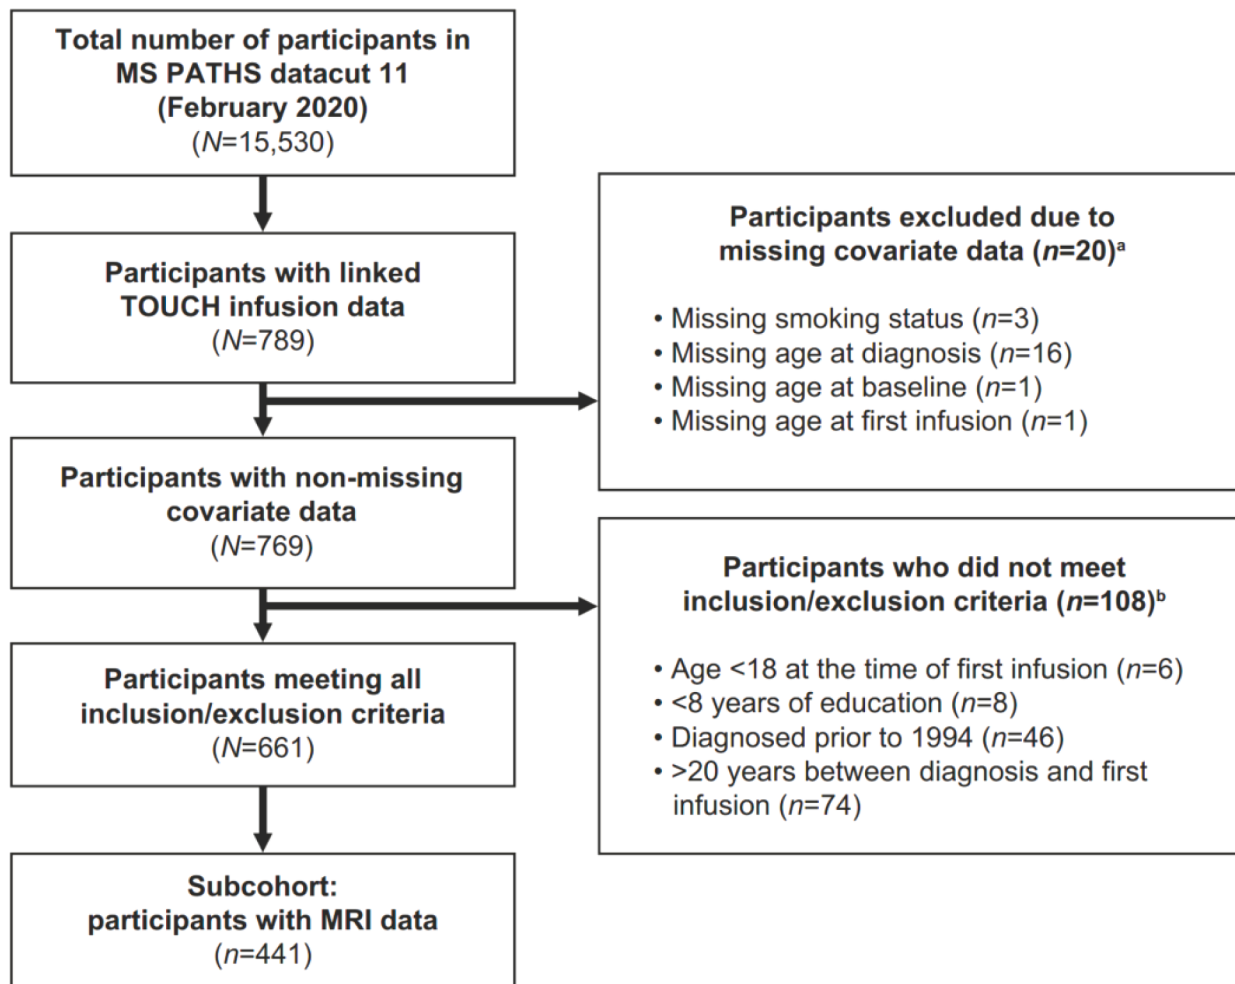 Total number of participants in
MS PATHS datacut 11
(February 2020)
(N=15,530)
Participants with linked
TOUCH infusion data
(N=789)
Participants excluded due to
missing covariate data (n=20)ᵃ
• Missing smoking status (n=3)
• Missing age at diagnosis (n=16)
• Missing age at baseline (n=1)
• Missing age at first infusion (n=1)
Participants with non-missing
covariate data
(N=769)
Participants who did not meet
inclusion/exclusion criteria (n=108)ᵇ
• Age <18 at the time of first infusion (n=6)
• <8 years of education (n=8)
• Diagnosed prior to 1994 (n=46)
• >20 years between diagnosis and first
infusion (n=74)
Participants meeting all
inclusion/exclusion criteria
(N=661)
Subcohort:
participants with MRI data
(n=441)